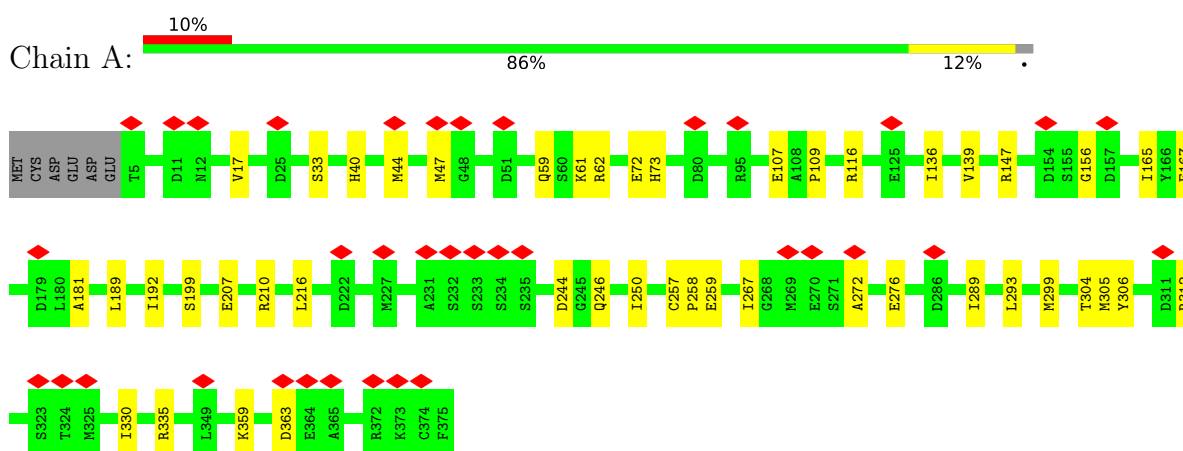 10%
Chain A:
86%
12%
•
MET CYS ASP GLU ASP GLU T5 D11 N12 V17 D25 S33 H40 M44 M47 G48 D51 Q59 S60 K61 R62 E72 H73 D80 R95 E107 A108 P109 R116 E125 I136 V139 R147 D154 S155 G156 D157 I165 Y166 E167
D179 L180 A181 L189 I192 S199 E207 R210 L216 D222 M227 A231 S232 S233 S234 S235 D244 G245 Q246 I250 C257 P258 E259 I267 G268 M269 E270 S271 A272 E276 D286 I289 L293 M299 T304 M305 Y306 D311
S323 T324 M325 I330 R335 L349 K359 D363 E364 A365 R372 K373 C374 F375